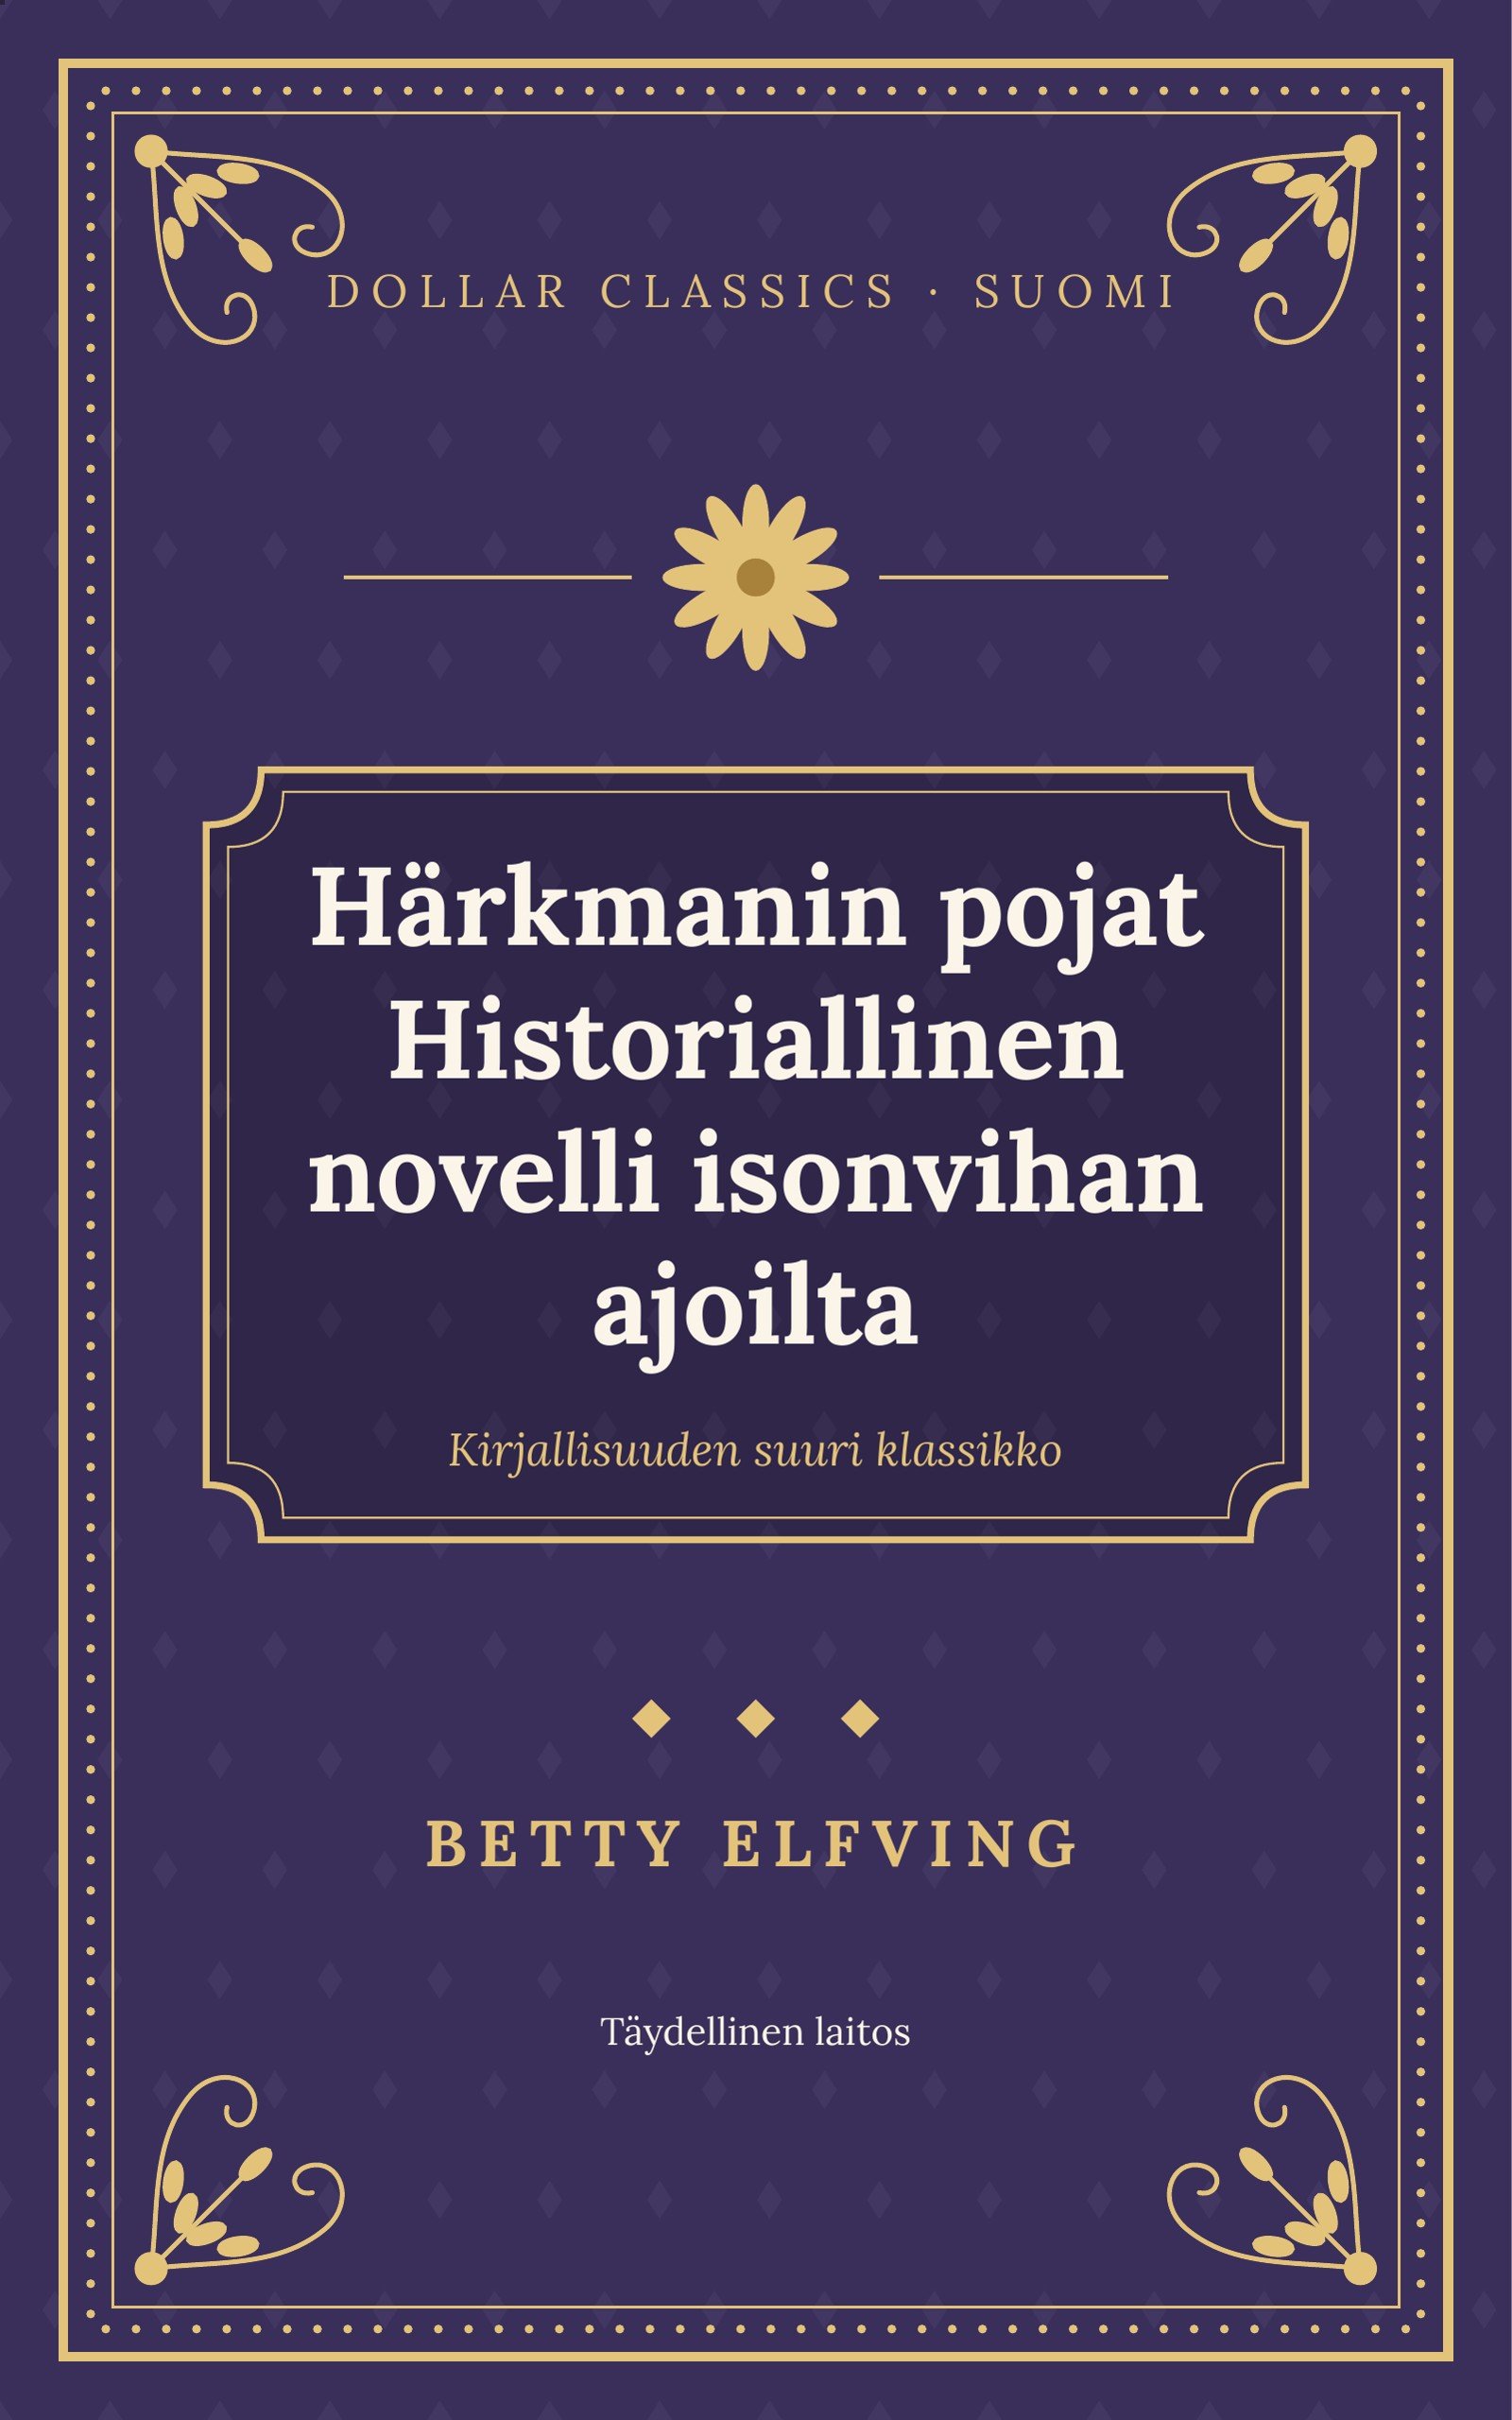 DOLLAR CLASSICS · SUOMI
Härkmanin pojat
Historiallinen
novelli isonvihan
ajoilta
Kirjallisuuden suuri klassikko
BETTY ELFVING
Täydellinen laitos